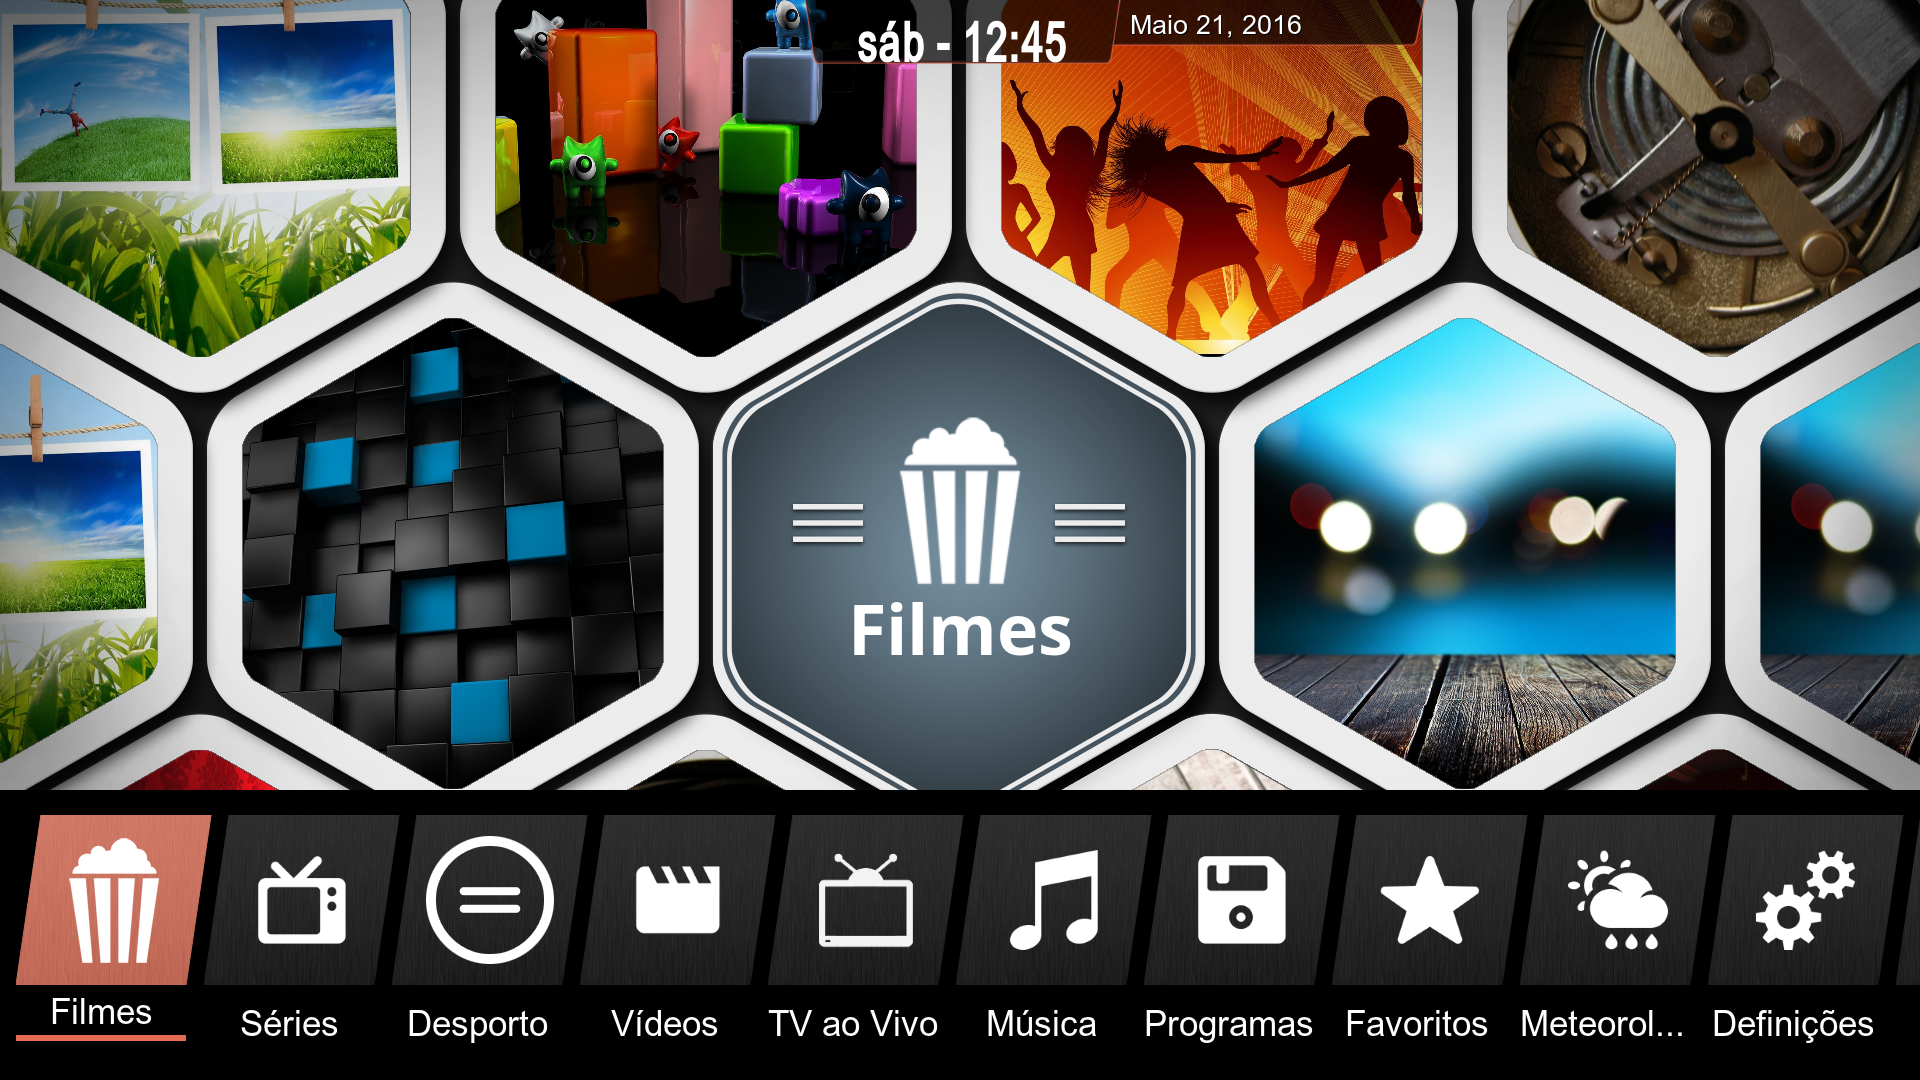 sáb - 12:45
Maio 21, 2016
Filmes
Filmes
Séries
Desporto
Vídeos
TV ao Vivo
Música
Programas
Favoritos
Meteorol...
Definições